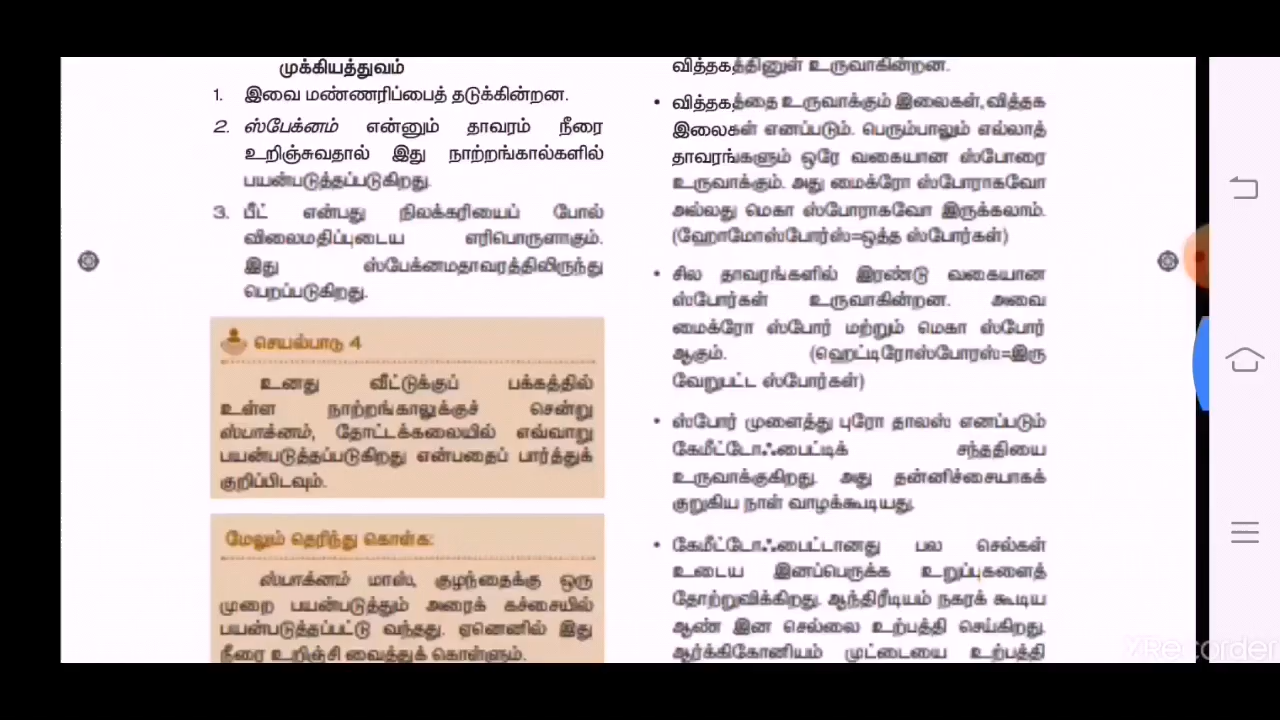 முக்கியத்துவம்
1. இவை மண்ணரிப்பைத் தடுக்கின்றன.
2. ஸ்பேக்னம் என்னும் தாவரம் நீரை
உறிஞ்சுவதால் இது நாற்றங்கால்களில்
பயன்படுத்தப்படுகிறது.
3. பீட் என்பது நிலக்கரியைப் போல்
விலைமதிப்புடைய எரிபொருளாகும்.
இது ஸ்பேக்னமதாவரத்திலிருந்து
பெறப்படுகிறது.
செயல்பாடு 4
உனது வீட்டுக்குப் பக்கத்தில்
உள்ள நாற்றங்காலுக்குச் சென்று
ஸ்பாக்னம், தோட்டக்கலையில் எவ்வாறு
பயன்படுத்தப்படுகிறது என்பதைப் பார்த்துக்
குறிப்பிடவும்.
மேலும் தெரிந்து கொள்க:
ஸ்பாக்னம் மாஸ், குழந்தைக்கு ஒரு
முறை பயன்படுத்தும் அரைக் கச்சையில்
பயன்படுத்தப்பட்டு வந்தது. ஏனெனில் இது
நீரை உறிஞ்சி வைத்துக் கொள்ளும்.
வித்தகத்தினுள் உருவாகின்றன.
• வித்தகத்தை உருவாக்கும் இலைகள், வித்தக
இலைகள் எனப்படும். பெரும்பாலும் எல்லாத்
தாவரங்களும் ஒரே வகையான ஸ்போரை
உருவாக்கும். அது மைக்ரோ ஸ்போராகவோ
அல்லது மெகா ஸ்போராகவோ இருக்கலாம்.
(ஹோமோஸ்போர்ஸ்=ஒத்த ஸ்போர்கள்)
• சில தாவரங்களில் இரண்டு வகையான
ஸ்போர்கள் உருவாகின்றன. அவை
மைக்ரோ ஸ்போர் மற்றும் மெகா ஸ்போர்
ஆகும். (ஹெட்டிரோஸ்போரஸ்=இரு
வேறுபட்ட ஸ்போர்கள்)
• ஸ்போர் முளைத்து புரோ தாலஸ் எனப்படும்
கேமீட்டோஃபைட்டிக் சந்ததியை
உருவாக்குகிறது. அது தன்னிச்சையாகக்
குறுகிய நாள் வாழக்கூடியது.
• கேமீட்டோஃபைட்டானது பல செல்கள்
உடைய இனப்பெருக்க உறுப்புகளைத்
தோற்றுவிக்கிறது. ஆந்திரீடியம் நகரக் கூடிய
ஆண் இன செல்லை உற்பத்தி செய்கிறது.
ஆர்க்கிகோனியம் முட்டையை உற்பத்தி
XRecorder